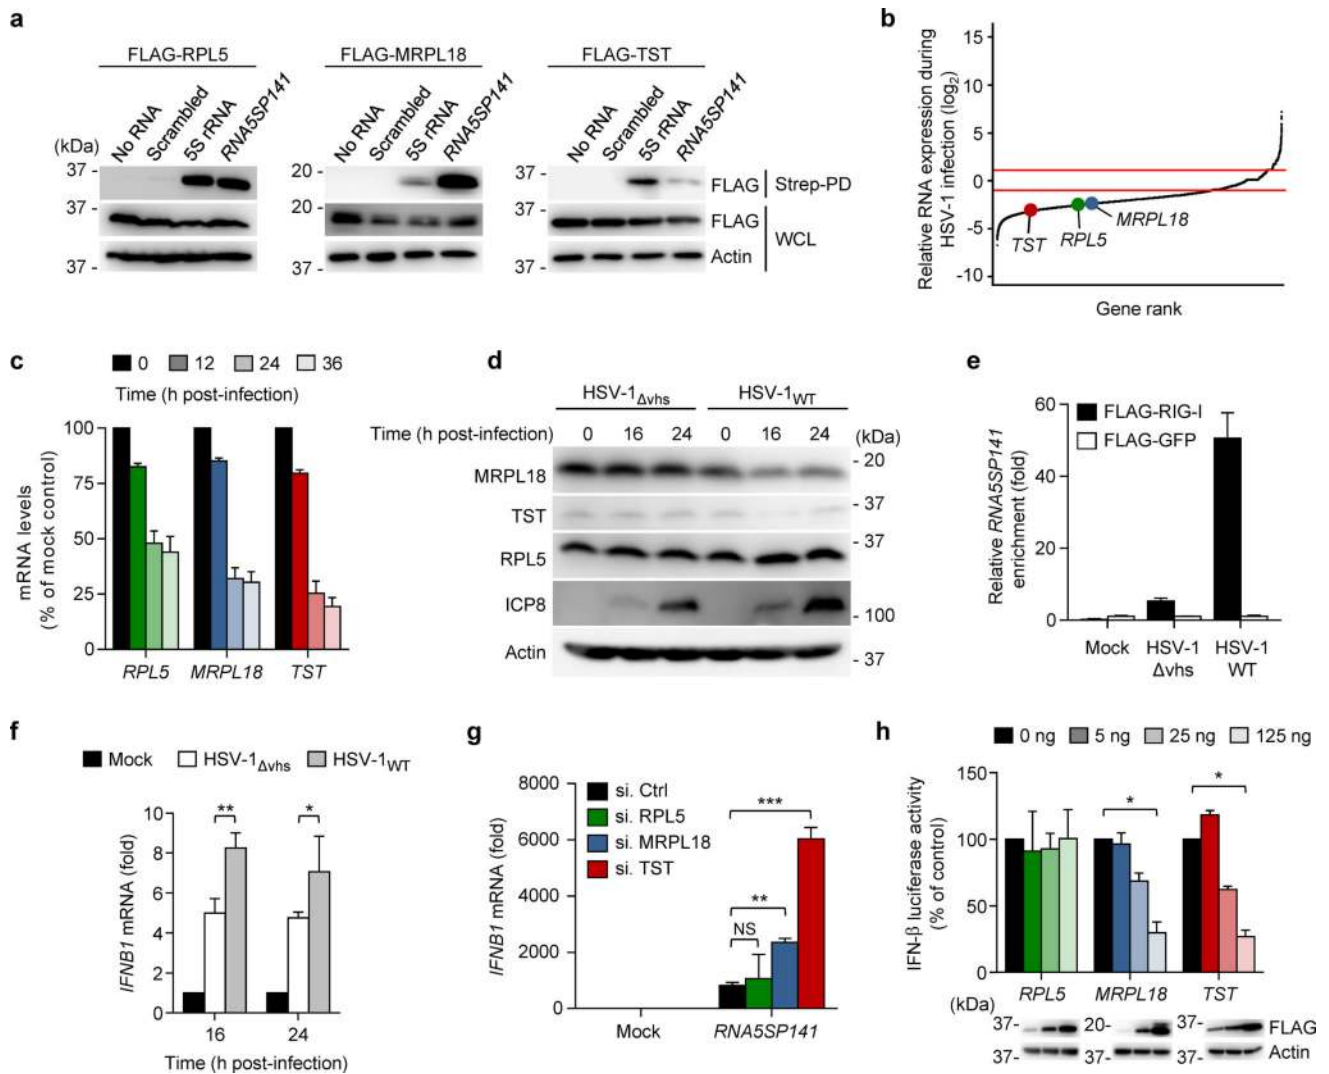 a
FLAG-RPL5
FLAG-MRPL18
FLAG-TST
No RNA
Scrambled
5S rRNA
RNA5SP141
No RNA
Scrambled
5S rRNA
RNA5SP141
No RNA
Scrambled
5S rRNA
RNA5SP141
(kDa)
37 -
20 -
37 -
FLAG
Strep-PD
37 -
20 -
37 -
FLAG
WCL
Actin
37 -
37 -
37 -
b
Relative RNA expression during
HSV-1 infection (log2)
15
10
5
0
-5
-10
TST
RPL5
MRPL18
Gene rank
c
0 12 24 36
Time (h post-infection)
mRNA levels
(% of mock control)
100
75
50
25
0
RPL5 MRPL18 TST
d
HSV-1Δvhs HSV-1WT
Time (h post-infection) 0 16 24 0 16 24 (kDa)
MRPL18 - 20
TST - 37
RPL5 - 37
ICP8 - 100
Actin - 37
e
Relative RNA5SP141
enrichment (fold)
60
40
20
0
FLAG-RIG-I
FLAG-GFP
Mock HSV-1 HSV-1
Δvhs WT
f
Mock HSV-1Δvhs HSV-1WT
IFNB1 mRNA (fold)
10
8
6
4
2
0
** *
16 24
Time (h post-infection)
g
IFNB1 mRNA (fold)
8000
6000
4000
2000
0
si. Ctrl
si. RPL5
si. MRPL18
si. TST
***
**
NS
Mock RNA5SP141
h
0 ng 5 ng 25 ng 125 ng
IFN-β luciferase activity
(% of control)
150
100
50
0
* *
RPL5 MRPL18 TST
(kDa)
37- 20- 37- FLAG
37- 37- 37- Actin